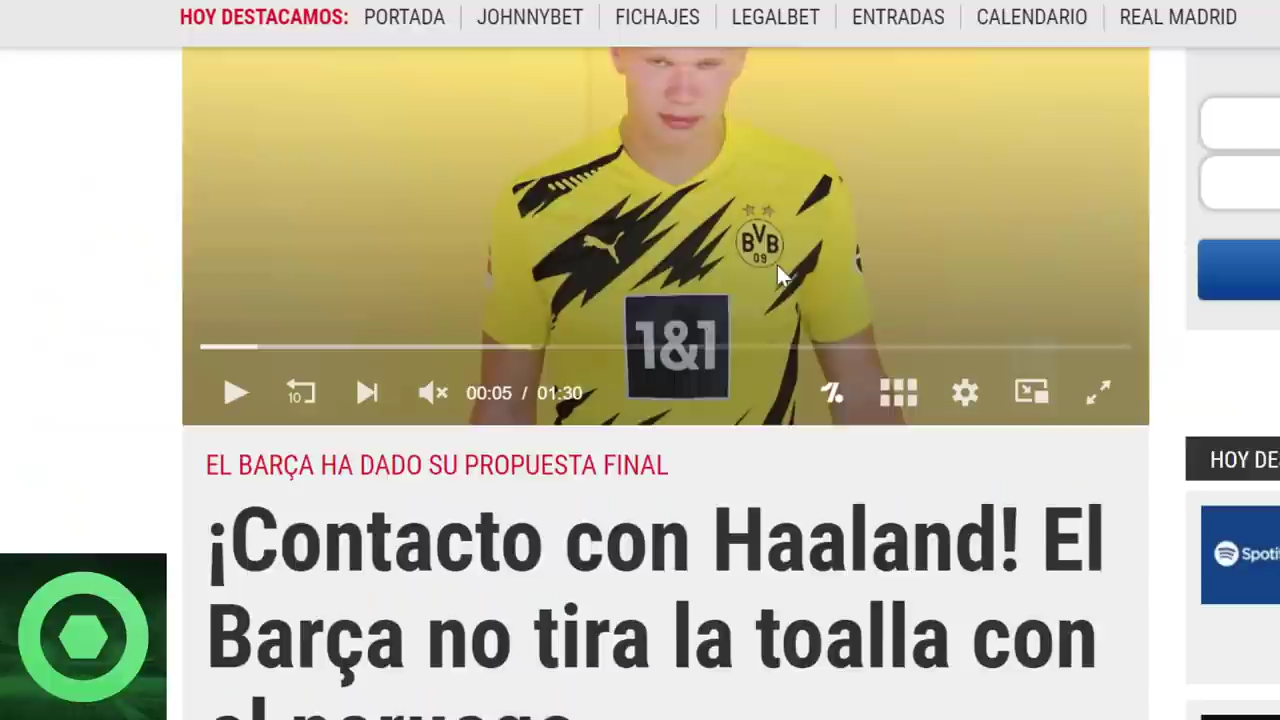 HOY DESTACAMOS: PORTADA JOHNNYBET FICHAJES LEGALBET ENTRADAS CALENDARIO REAL MADRID
BVB
09
1&1
10 00:05 / 01:30
EL BARÇA HA DADO SU PROPUESTA FINAL
HOY DE
¡Contacto con Haaland! El
Spoti
Barça no tira la toalla con